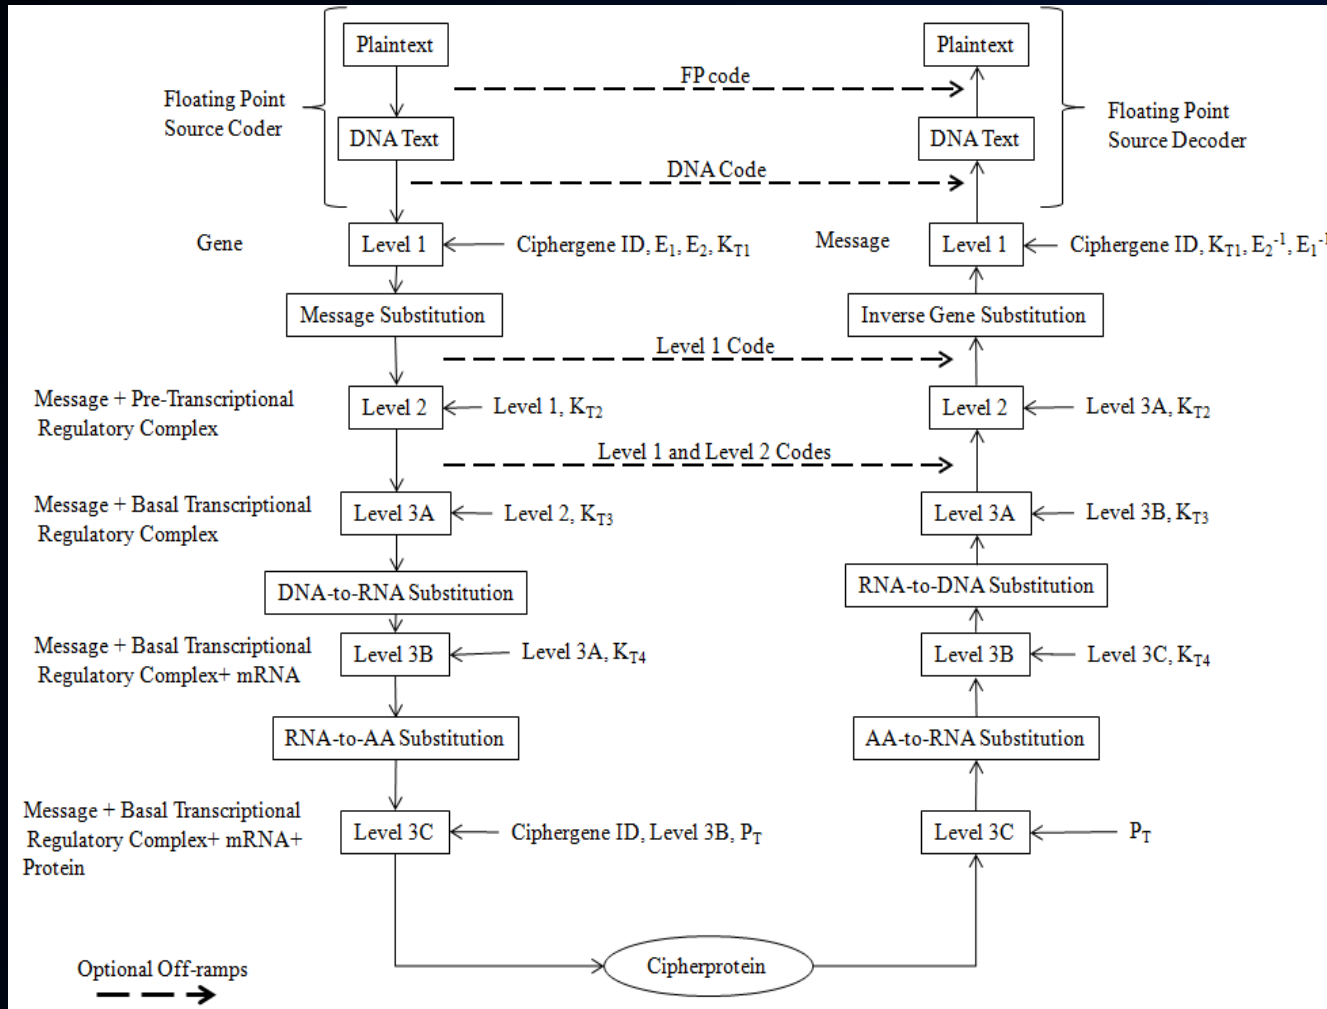 Plaintext
Plaintext
FP code
Floating Point
Source Coder
Floating Point
Source Decoder
DNA Text
DNA Text
DNA Code
Gene
Level 1
Ciphergene ID, E1, E2, KT1
Message
Level 1
Ciphergene ID, KT1, E2-1, E1-1
Message Substitution
Inverse Gene Substitution
Level 1 Code
Message + Pre-Transcriptional
Regulatory Complex
Level 2
Level 1, KT2
Level 2
Level 3A, KT2
Level 1 and Level 2 Codes
Message + Basal Transcriptional
Regulatory Complex
Level 3A
Level 2, KT3
Level 3A
Level 3B, KT3
DNA-to-RNA Substitution
RNA-to-DNA Substitution
Message + Basal Transcriptional
Regulatory Complex+ mRNA
Level 3B
Level 3A, KT4
Level 3B
Level 3C, KT4
RNA-to-AA Substitution
AA-to-RNA Substitution
Message + Basal Transcriptional
Regulatory Complex+ mRNA+
Protein
Level 3C
Ciphergene ID, Level 3B, PT
Level 3C
PT
Cipherprotein
Optional Off-ramps